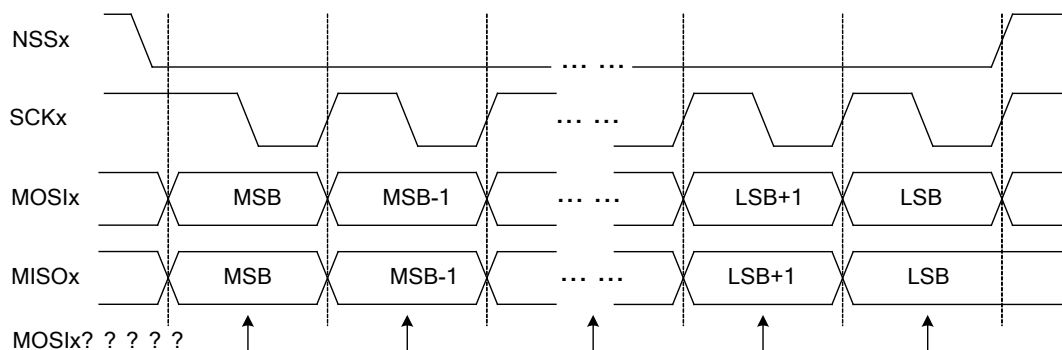 NSSx
... ...
SCKx
... ...
MOSIx MSB MSB-1 ... ... LSB+1 LSB
MISOx MSB MSB-1 ... ... LSB+1 LSB
MOSIx? ? ? ? ?